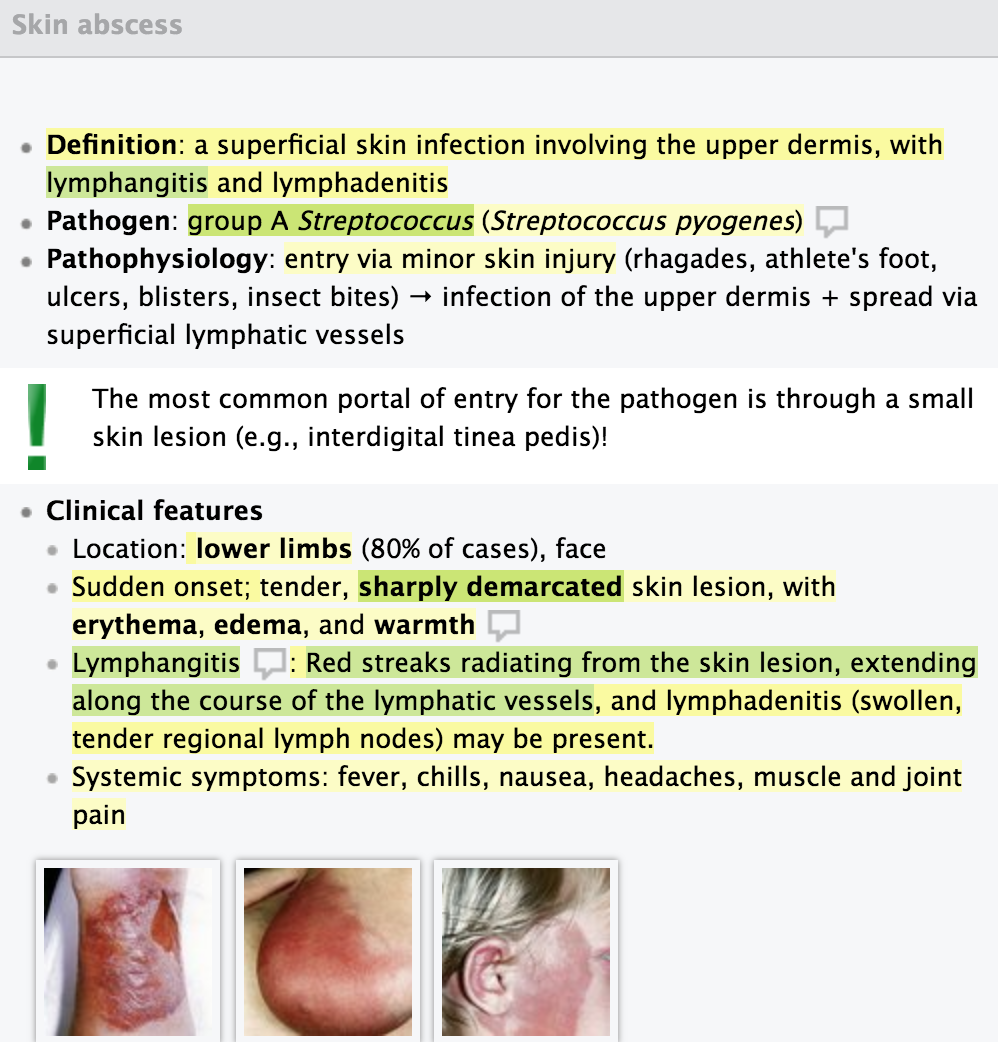 Skin abscess
Definition: a superficial skin infection involving the upper dermis, with
lymphangitis and lymphadenitis
Pathogen: group A Streptococcus (Streptococcus pyogenes)
Pathophysiology: entry via minor skin injury (rhagades, athlete's foot,
ulcers, blisters, insect bites) → infection of the upper dermis + spread via
superficial lymphatic vessels
The most common portal of entry for the pathogen is through a small
skin lesion (e.g., interdigital tinea pedis)!
Clinical features
Location: lower limbs (80% of cases), face
Sudden onset; tender, sharply demarcated skin lesion, with
erythema, edema, and warmth
Lymphangitis : Red streaks radiating from the skin lesion, extending
along the course of the lymphatic vessels, and lymphadenitis (swollen,
tender regional lymph nodes) may be present.
Systemic symptoms: fever, chills, nausea, headaches, muscle and joint
pain